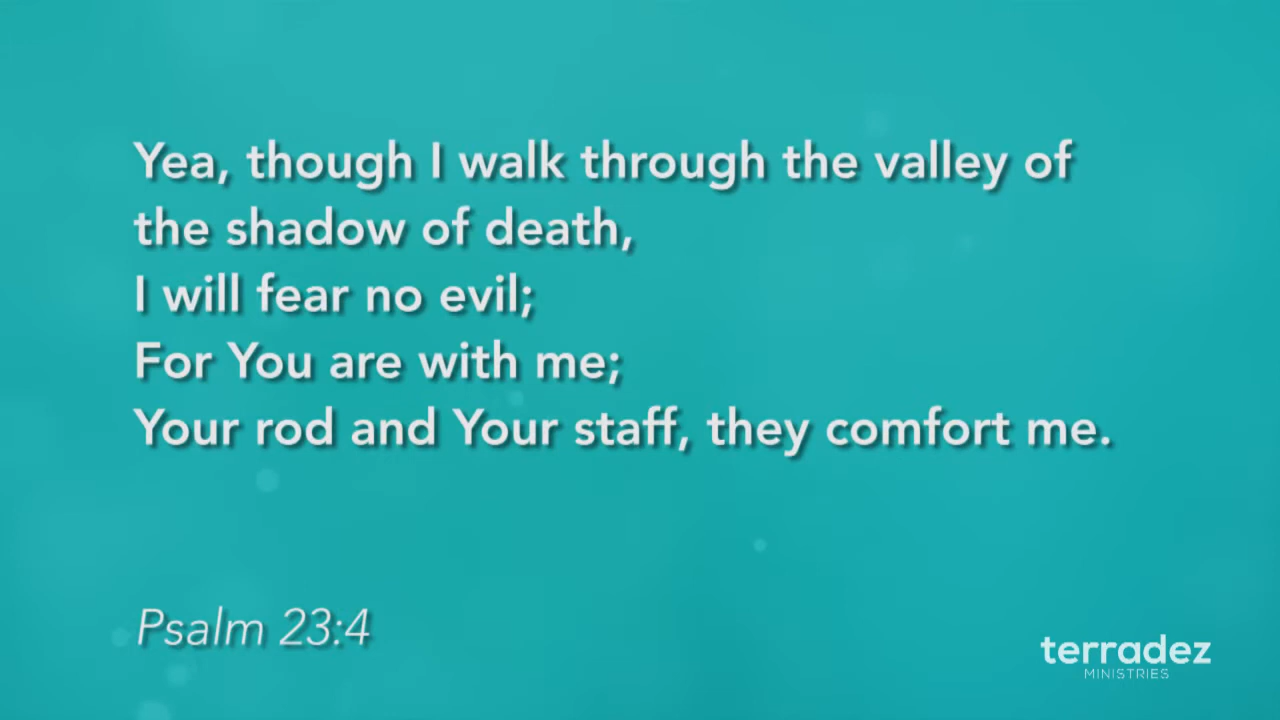 Yea, though I walk through the valley of
the shadow of death,
I will fear no evil;
For You are with me;
Your rod and Your staff, they comfort me.
Psalm 23:4
terradez
MINISTRIES